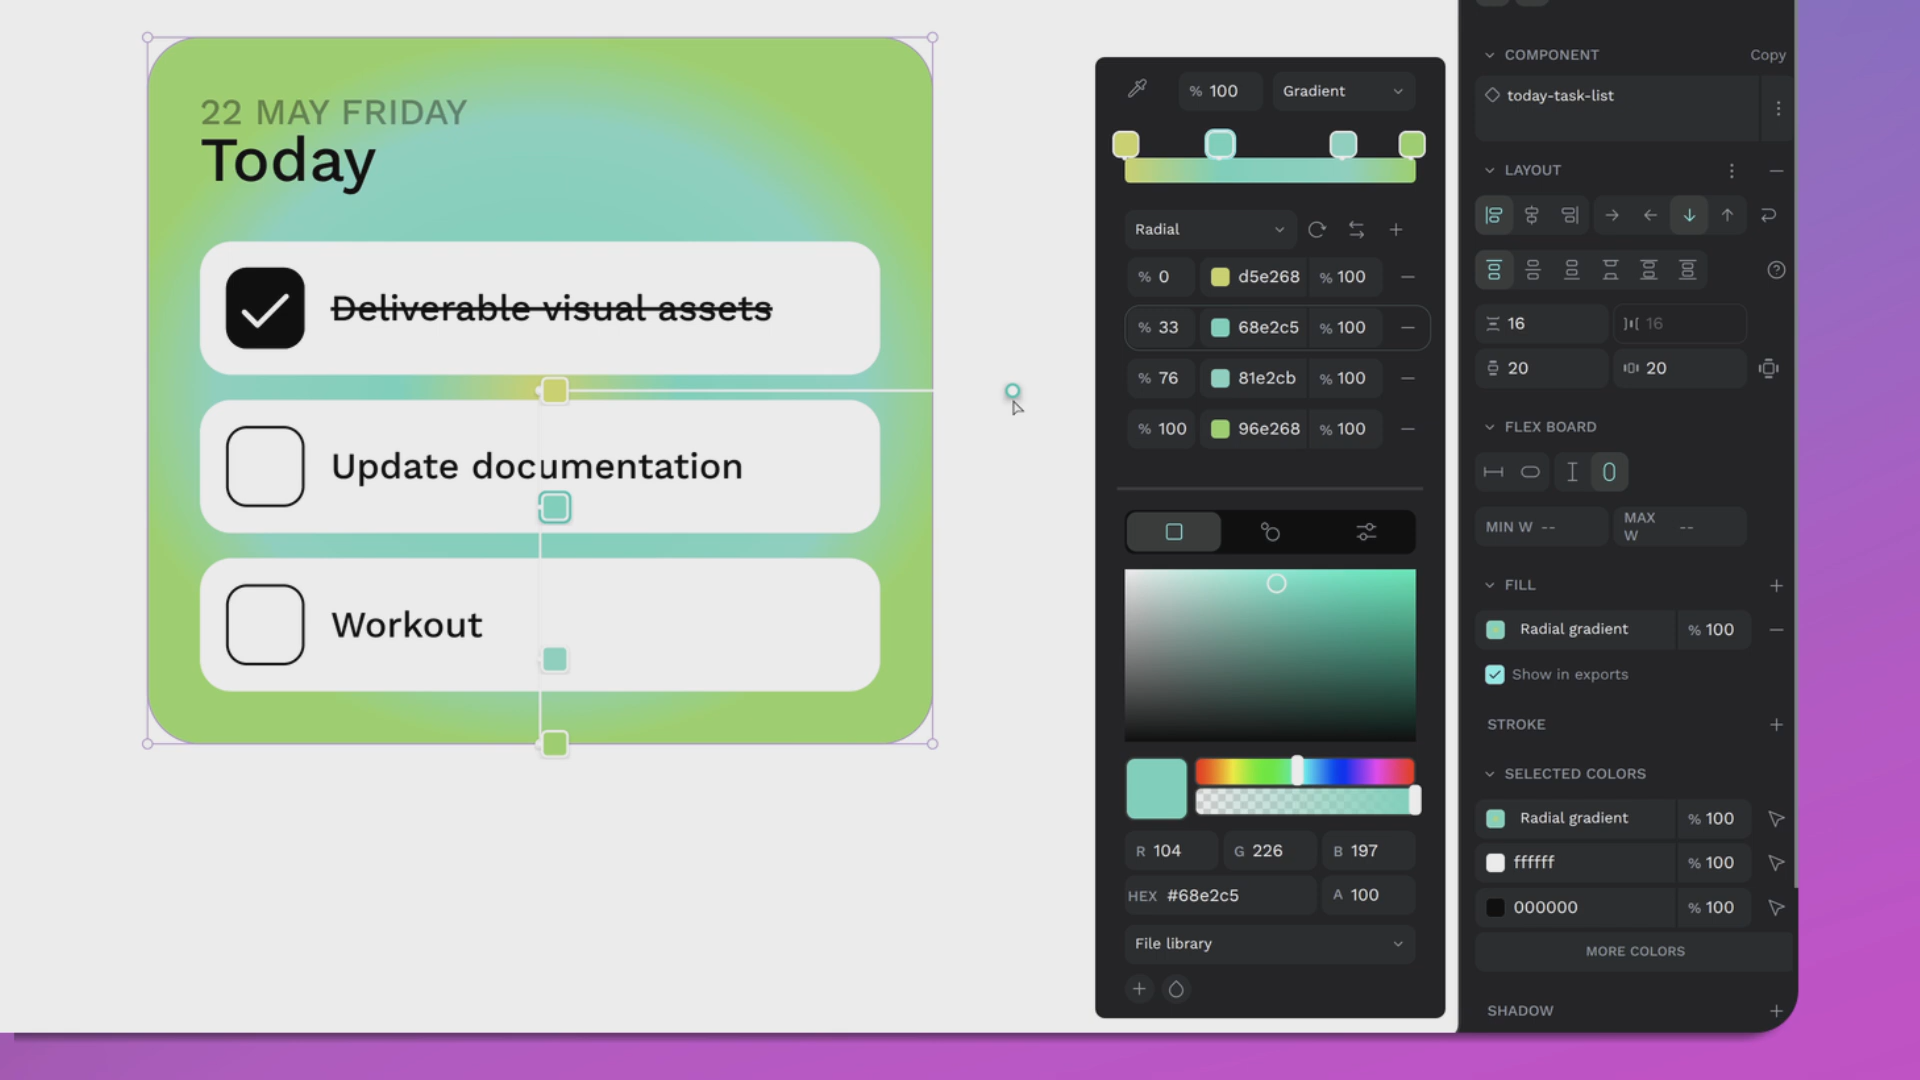 22 MAY FRIDAY
Today
Deliverable visual assets
Update documentation
Workout
% 100 Gradient
Radial
% 0 d5e268 % 100
% 33 68e2c5 % 100
% 76 81e2cb % 100
% 100 96e268 % 100
R 104 G 226 B 197
HEX #68e2c5 A 100
File library
COMPONENT Copy
today-task-list
LAYOUT
16 16
20 20
FLEX BOARD
MIN W -- MAX W --
FILL
Radial gradient % 100
Show in exports
STROKE
SELECTED COLORS
Radial gradient % 100
ffffff % 100
000000 % 100
MORE COLORS
SHADOW